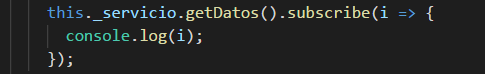 this._servicio.getDatos().subscribe(i => {
  console.log(i);
});